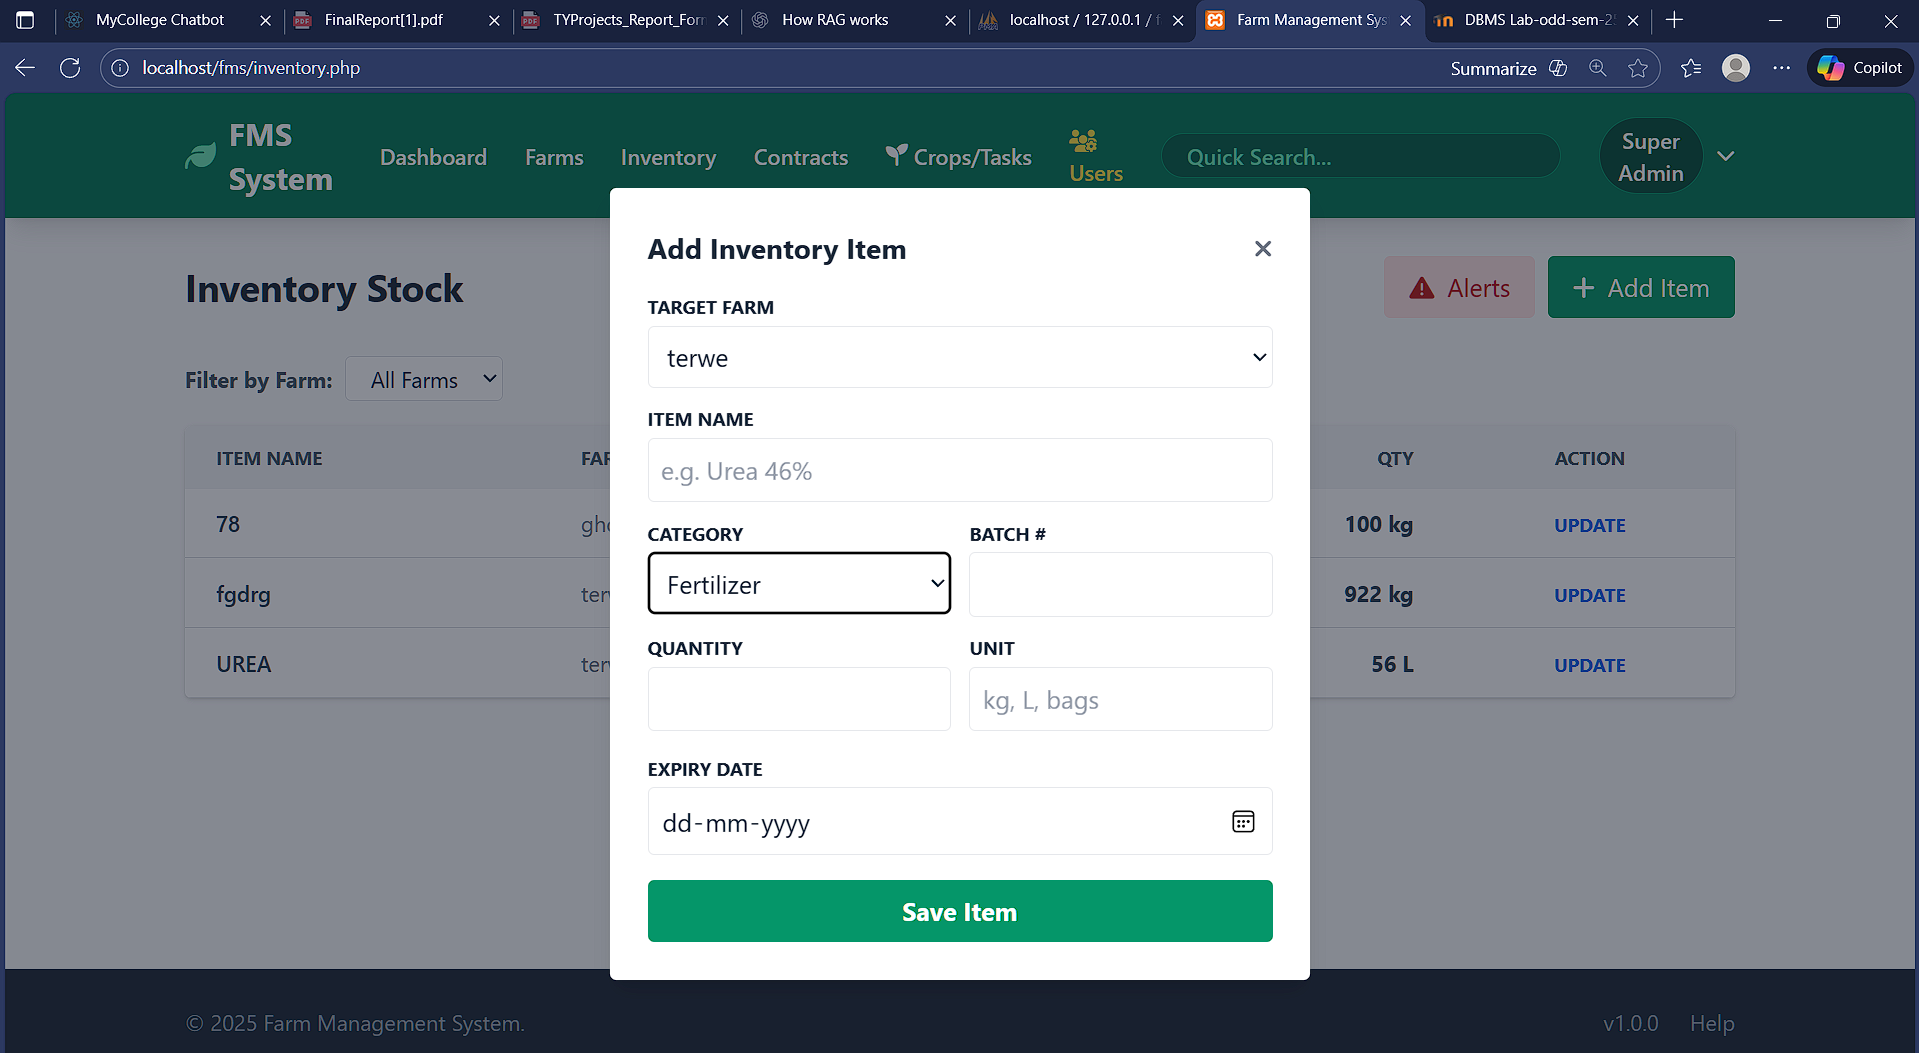 MyCollege Chatbot
FinalReport[1].pdf
TYProjects_Report_Form
How RAG works
localhost / 127.0.0.1 / f
Farm Management Sys
DBMS Lab-odd-sem-2
localhost/fms/inventory.php
Summarize
Copilot
FMS
System
Dashboard
Farms
Inventory
Contracts
Crops/Tasks
Users
Quick Search...
Super
Admin
Inventory Stock
Alerts
Add Item
Filter by Farm:
All Farms
ITEM NAME
FAR
QTY
ACTION
78
gho
100 kg
UPDATE
fgdrg
terw
922 kg
UPDATE
UREA
terw
56 L
UPDATE
Add Inventory Item
TARGET FARM
terwe
ITEM NAME
e.g. Urea 46%
CATEGORY
BATCH #
Fertilizer
QUANTITY
UNIT
kg, L, bags
EXPIRY DATE
dd-mm-yyyy
Save Item
© 2025 Farm Management System.
v1.0.0
Help